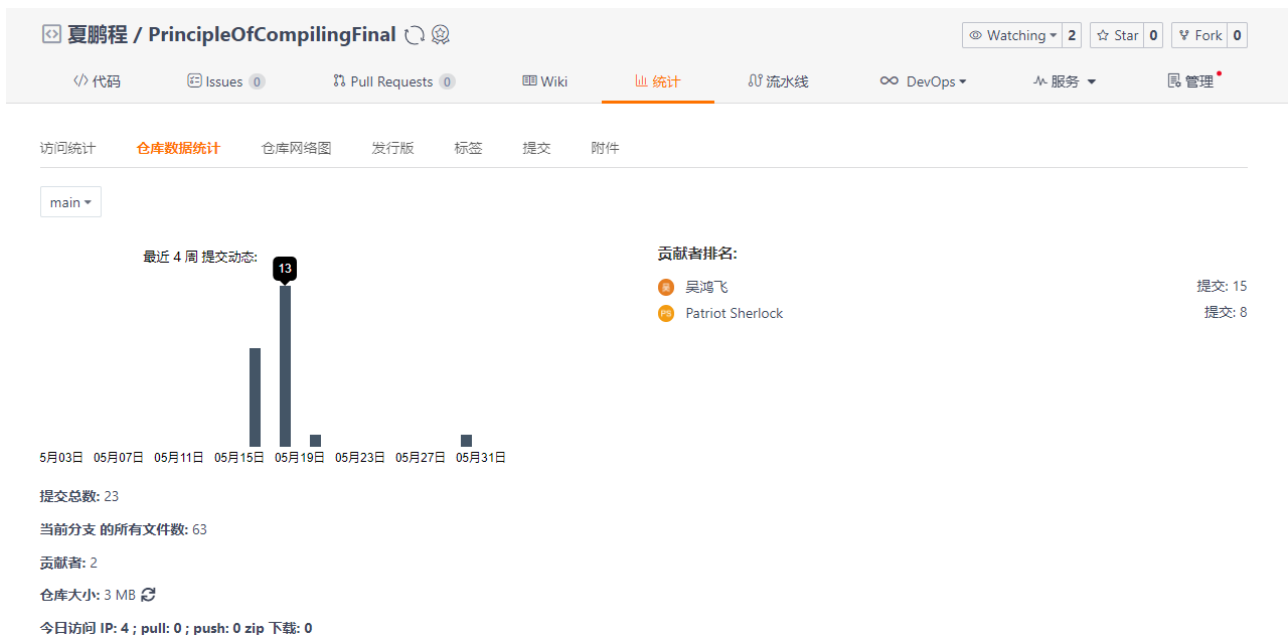 夏鹏程 / PrincipleOfCompilingFinal
Watching 2 Star 0 Fork 0
代码 Issues 0 Pull Requests 0 Wiki 统计 流水线 DevOps 服务 管理
访问统计 仓库数据统计 仓库网络图 发行版 标签 提交 附件
main
最近 4 周 提交动态:
13
贡献者排名:
吴 吴鸿飞 提交: 15
PS Patriot Sherlock 提交: 8
5月03日 05月07日 05月11日 05月15日 05月19日 05月23日 05月27日 05月31日
提交总数: 23
当前分支 的所有文件数: 63
贡献者: 2
仓库大小: 3 MB
今日访问 IP: 4 ; pull: 0 ; push: 0 zip 下载: 0